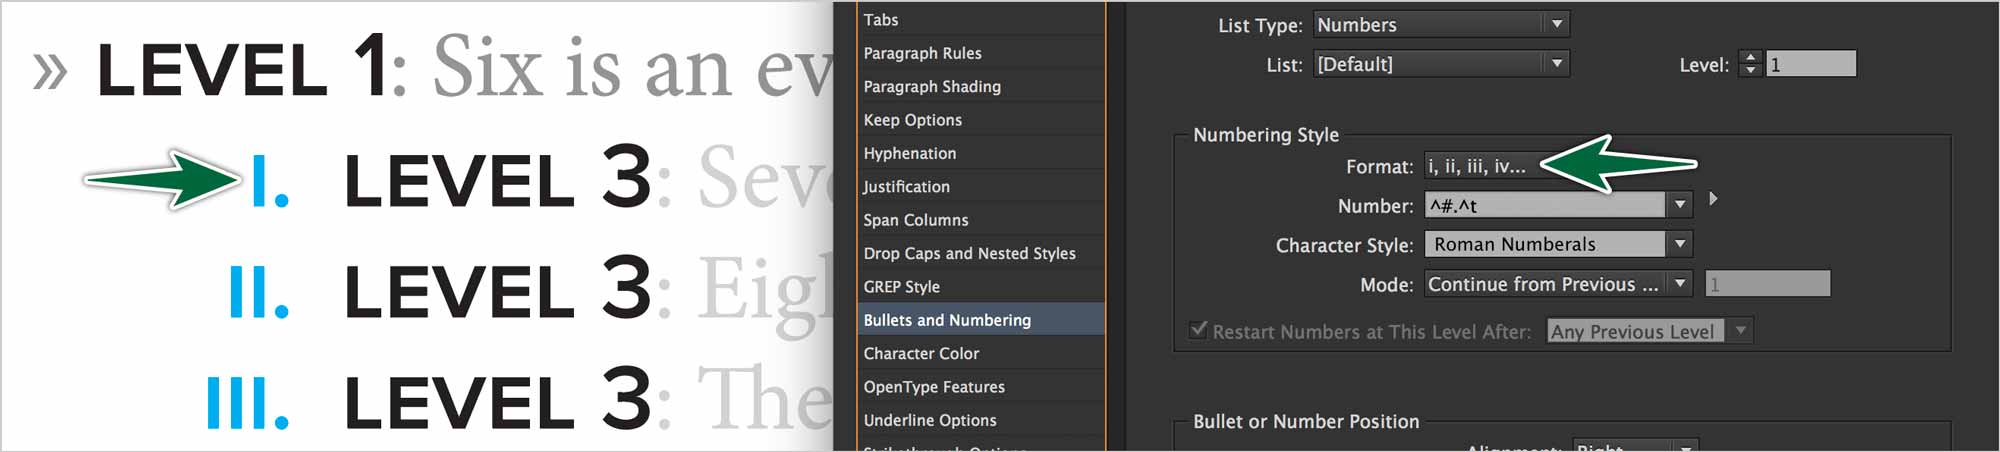 » LEVEL 1: Six is an ev
I. LEVEL 3: Seve
II. LEVEL 3: Eigh
III. LEVEL 3: The
Tabs
Paragraph Rules
Paragraph Shading
Keep Options
Hyphenation
Justification
Span Columns
Drop Caps and Nested Styles
GREP Style
Bullets and Numbering
Character Color
OpenType Features
Underline Options
Strikethrough Options
List Type: Numbers
List: [Default] Level: 1
Numbering Style
Format: i, ii, iii, iv...
Number: ^#.^t
Character Style: Roman Numberals
Mode: Continue from Previous ... 1
Restart Numbers at This Level After: Any Previous Level
Bullet or Number Position
Alignment: Right